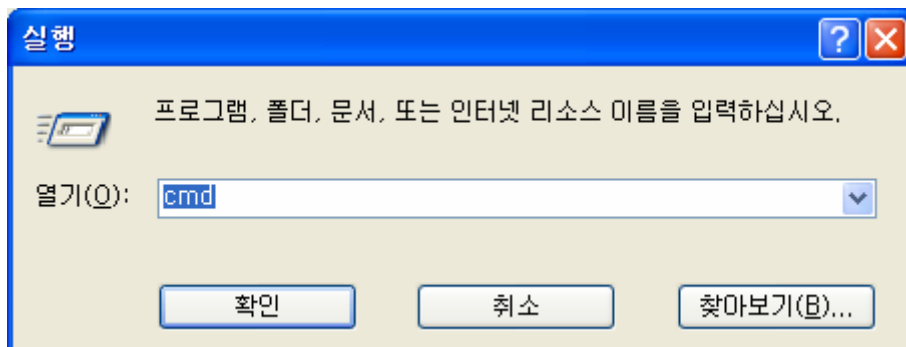 실행
프로그램, 폴더, 문서, 또는 인터넷 리소스 이름을 입력하십시오.
열기(O): cmd
확인 취소 찾아보기(B)...